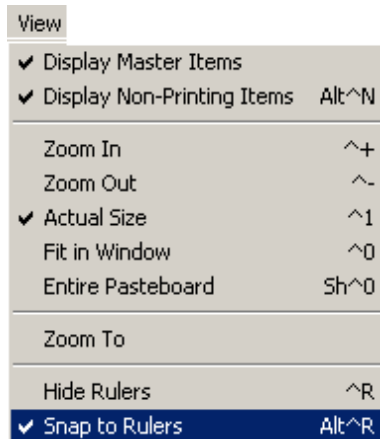 View
✔ Display Master Items
✔ Display Non-Printing Items Alt^N
Zoom In ^+
Zoom Out ^-
✔ Actual Size ^1
Fit in Window ^0
Entire Pasteboard Sh^0
Zoom To
Hide Rulers ^R
✔ Snap to Rulers Alt^R